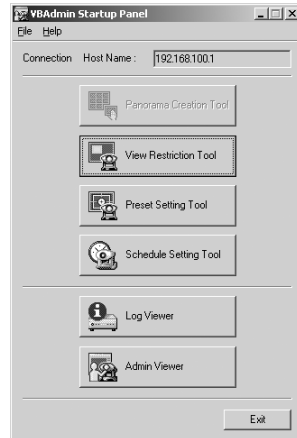 VBAdmin Startup Panel
File Help
Connection Host Name : 192.168.100.1
Panorama Creation Tool
View Restriction Tool
Preset Setting Tool
Schedule Setting Tool
Log Viewer
Admin Viewer
Exit